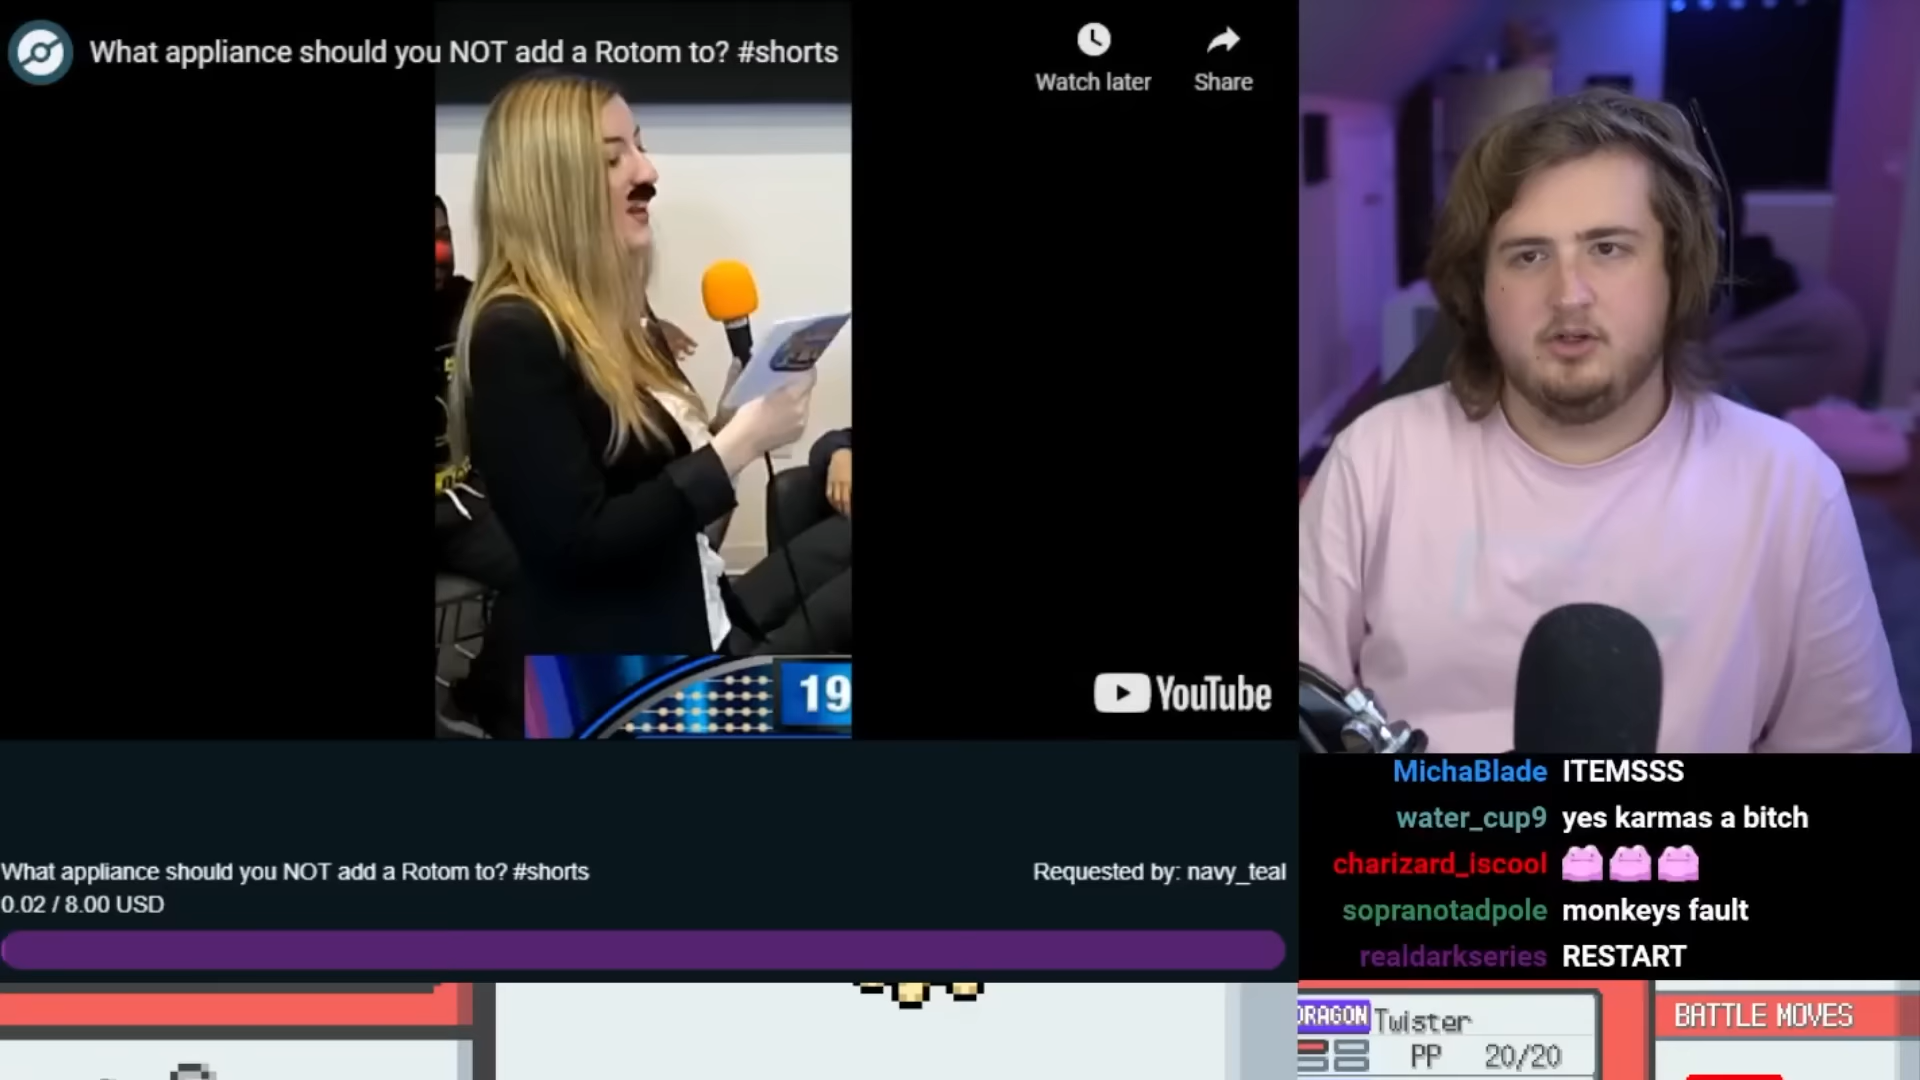 What appliance should you NOT add a Rotom to? #shorts
Watch later
Share
19
YouTube
What appliance should you NOT add a Rotom to? #shorts
Requested by: navy_teal
0.02 / 8.00 USD
MichaBlade ITEMSSS
water_cup9 yes karmas a bitch
charizard_iscool
sopranotadpole monkeys fault
realdarkseries RESTART
DRAGON Twister
PP 20/20
BATTLE MOVES